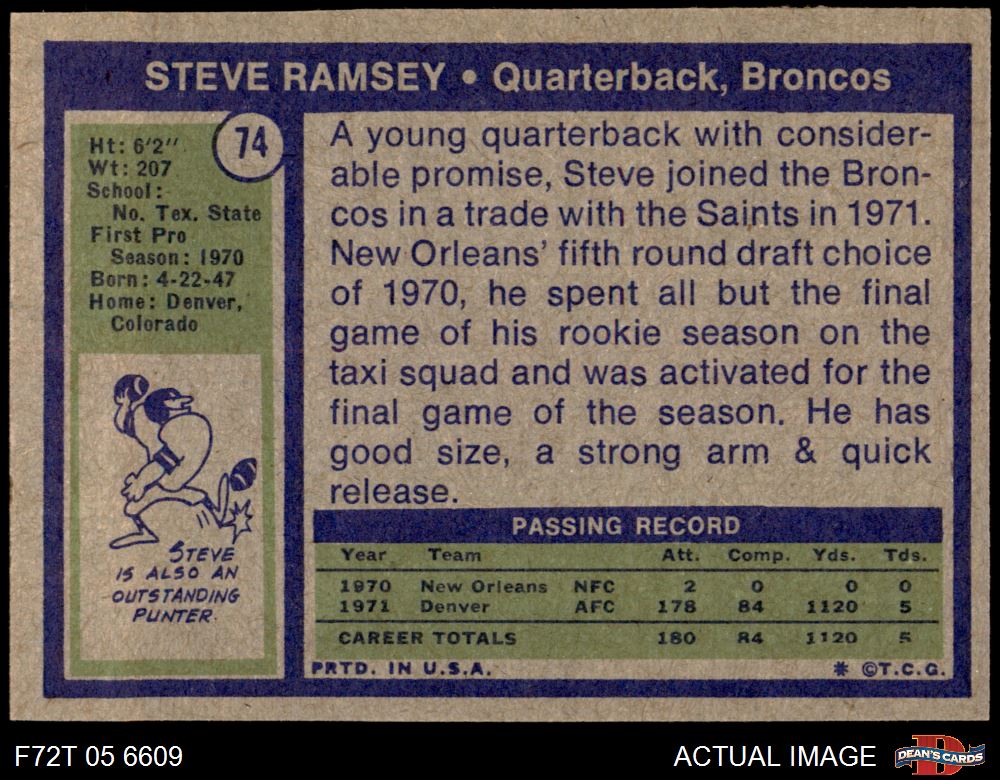 STEVE RAMSEY • Quarterback, Broncos
74
Ht: 6'2"
Wt: 207
School:
No. Tex. State
First Pro
Season: 1970
Born: 4-22-47
Home: Denver,
Colorado
STEVE
IS ALSO AN
OUTSTANDING
PUNTER.
A young quarterback with consider-
able promise, Steve joined the Bron-
cos in a trade with the Saints in 1971.
New Orleans' fifth round draft choice
of 1970, he spent all but the final
game of his rookie season on the
taxi squad and was activated for the
final game of the season. He has
good size, a strong arm & quick
release.
PASSING RECORD
Year Team Att. Comp. Yds. Tds.
1970 New Orleans NFC 2 0 0 0
1971 Denver AFC 178 84 1120 5
CAREER TOTALS 180 84 1120 5
PRTD. IN U.S.A. * ©T.C.G.
F72T 05 6609 ACTUAL IMAGE DEAN'S CARDS